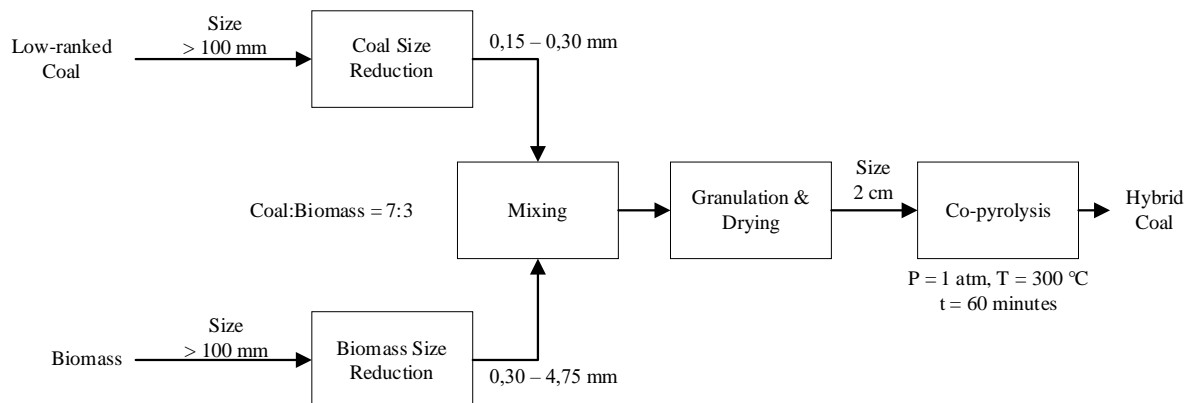 Low-ranked
Coal
Size
> 100 mm
Coal Size
Reduction
0,15 – 0,30 mm
Coal:Biomass = 7:3
Mixing
Granulation &
Drying
Size
2 cm
Co-pyrolysis
Hybrid
Coal
P = 1 atm, T = 300 °C
t = 60 minutes
Biomass
Size
> 100 mm
Biomass Size
Reduction
0,30 – 4,75 mm